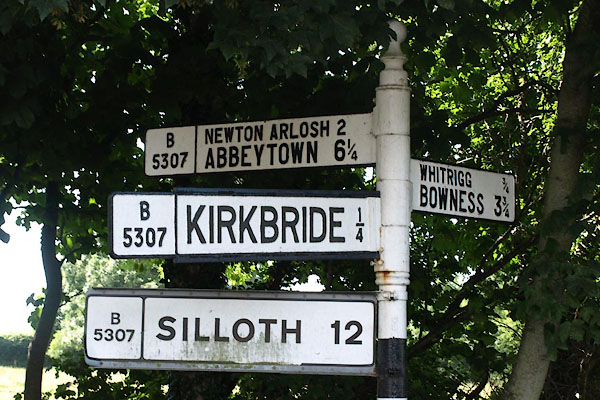 B 5307 NEWTON ARLOSH 2
ABBEYTOWN 6¼
WHITRIGG ¾
BOWNESS 3¾
B 5307 KIRKBRIDE ¼
B 5307 SILLOTH 12